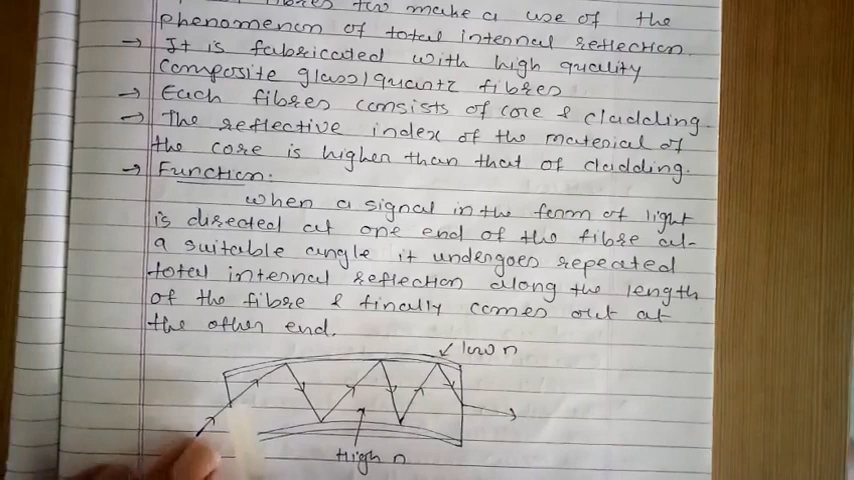 fibres too make a use of the
phenomenon of total internal reflection.
→ It is fabricated with high quality
composite glass/quartz fibres
→ Each fibres consists of core & cladding.
→ The reflective index of the material of
the core is higher than that of cladding.
→ Function:
When a signal in the form of light
is directed at one end of the fibre at
a suitable angle it undergoes repeated
total internal reflection along the length
of the fibre & finally comes out at
the other end.
low n
High n